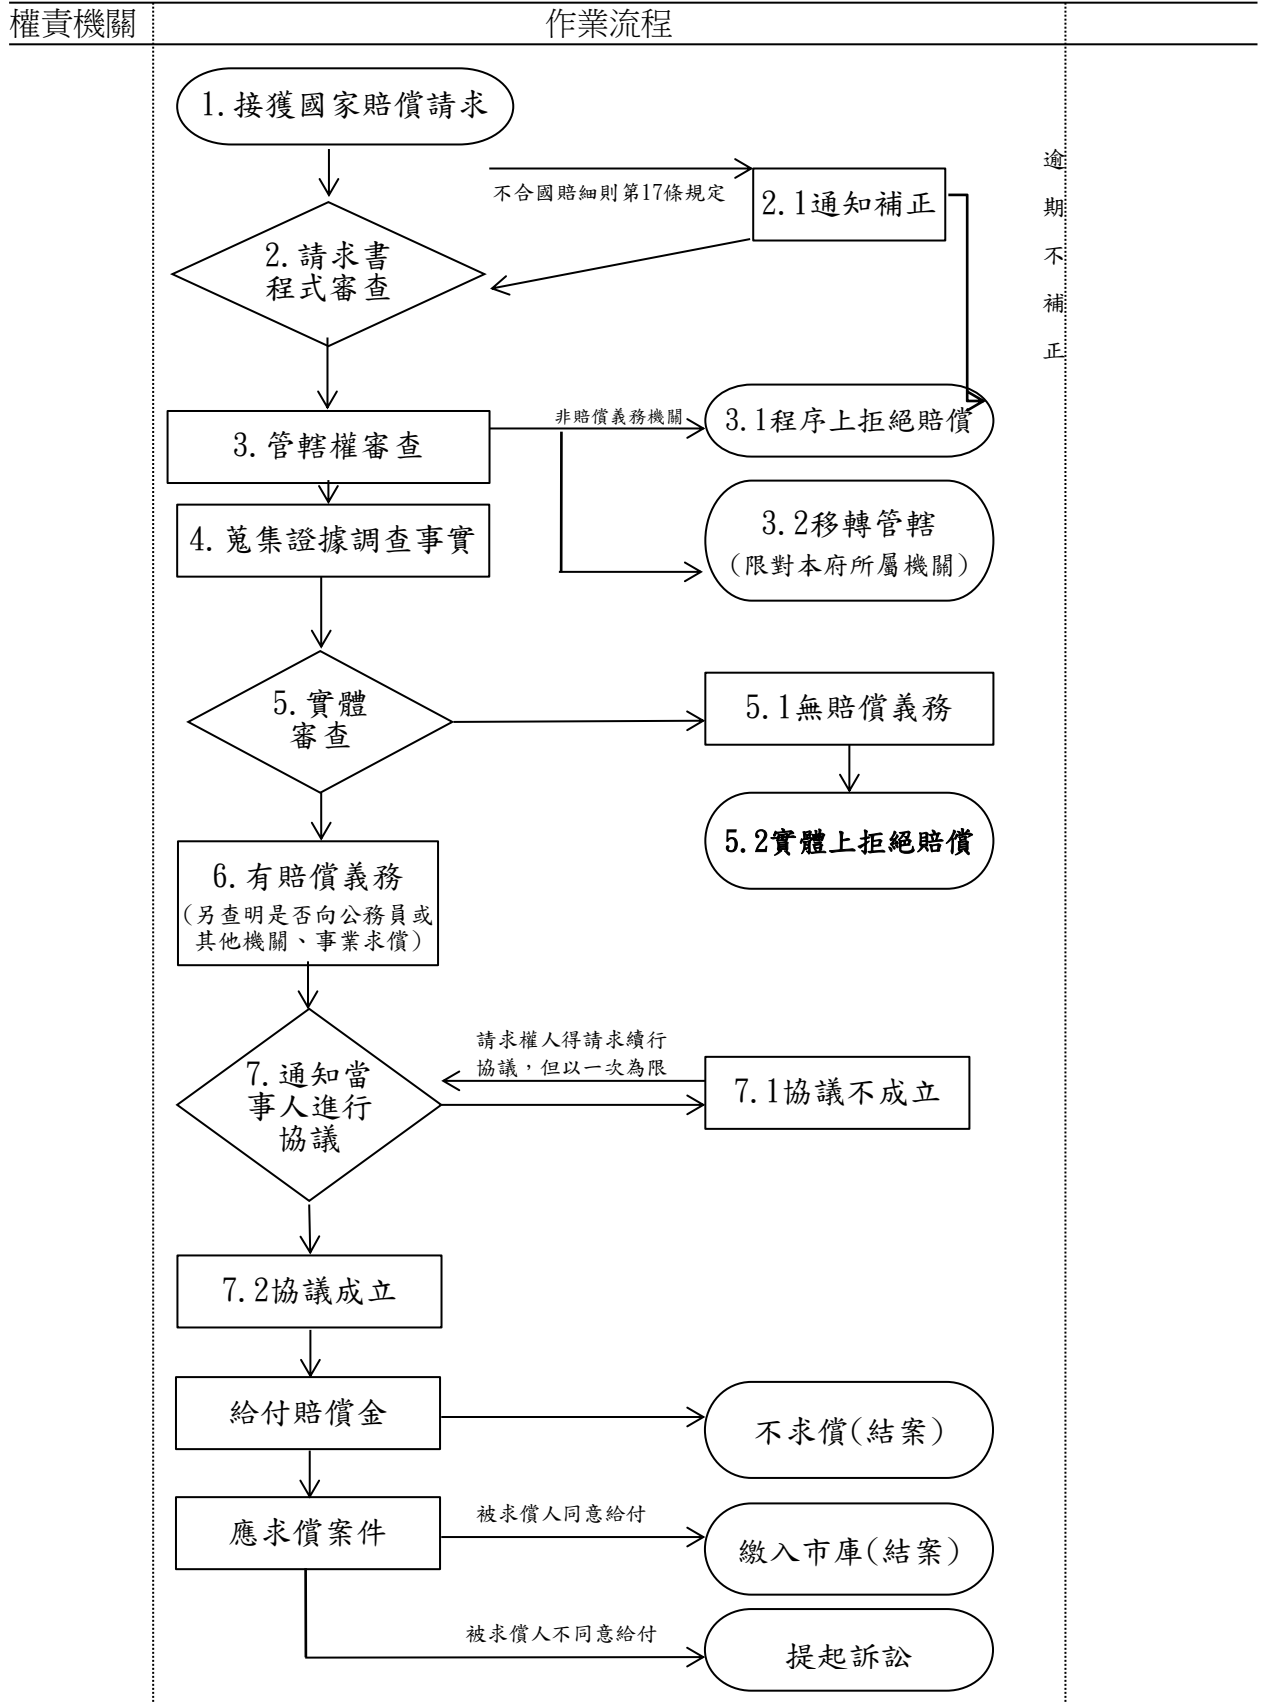 權責機關
作業流程
1.接獲國家賠償請求
不合國賠細則第17條規定
2.1通知補正
逾期不補正
2.請求書
程式審查
3.管轄權審查
非賠償義務機關
3.1程序上拒絕賠償
3.2移轉管轄
(限對本府所屬機關)
4.蒐集證據調查事實
5.實體
審查
5.1無賠償義務
5.2實體上拒絕賠償
6.有賠償義務
(另查明是否向公務員或
其他機關、事業求償)
7.通知當
事人進行
協議
請求權人得請求續行
協議,但以一次為限
7.1協議不成立
7.2協議成立
給付賠償金
不求償(結案)
應求償案件
被求償人同意給付
繳入市庫(結案)
被求償人不同意給付
提起訴訟